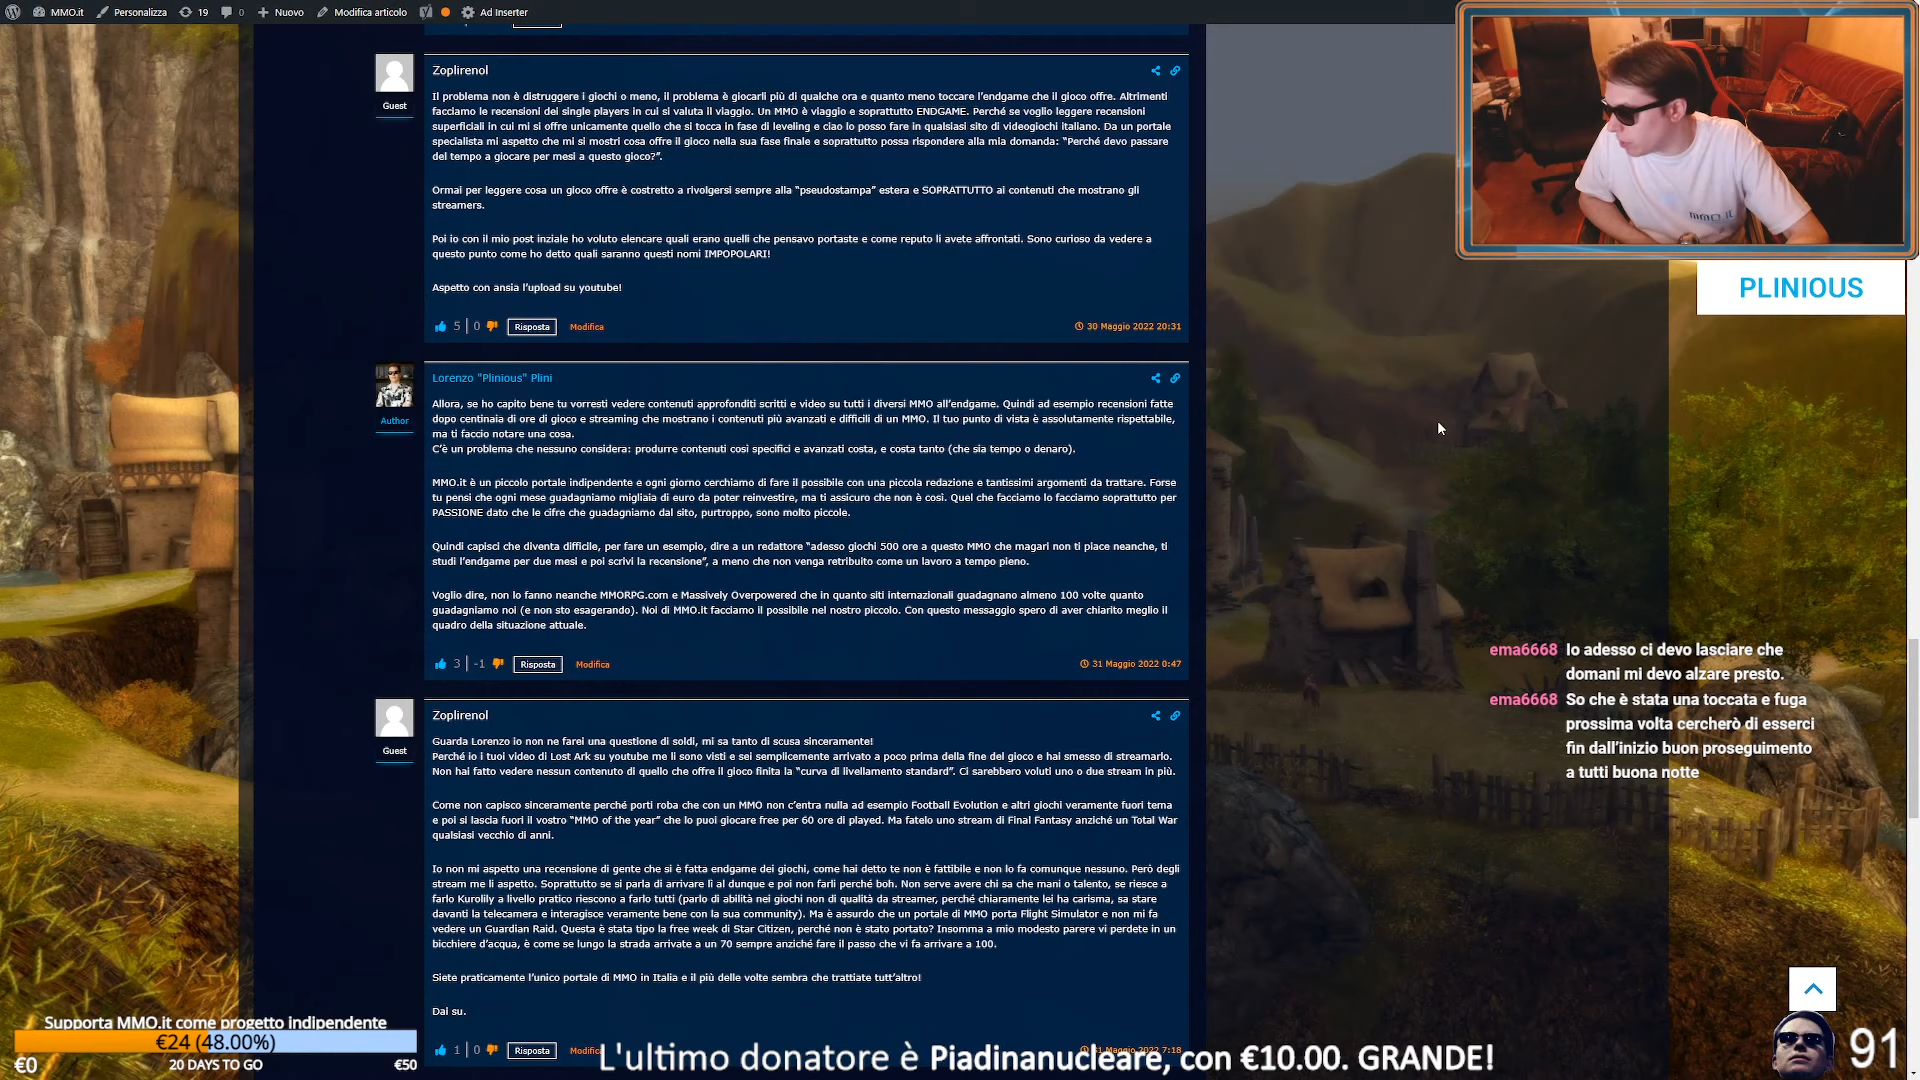 MMO.it Personalizza 19 0 Nuovo Modifica articolo Ad Inserter
Zoplirenol
Guest
Il problema non è distruggere i giochi o meno, il problema è giocarli più di qualche ora e quanto meno toccare l'endgame che il gioco offre. Altrimenti
facciamo le recensioni dei single players in cui si valuta il viaggio. Un MMO è viaggio e soprattutto ENDGAME. Perché se voglio leggere recensioni
superficiali in cui mi si offre unicamente quello che si tocca in fase di leveling e ciao lo posso fare in qualsiasi sito di videogiochi italiano. Da un portale
specialista mi aspetto che mi si mostri cosa offre il gioco nella sua fase finale e soprattutto possa rispondere alla mia domanda: "Perché devo passare
del tempo a giocare per mesi a questo gioco?".
Ormai per leggere cosa un gioco offre è costretto a rivolgersi sempre alla "pseudostampa" estera e SOPRATTUTTO ai contenuti che mostrano gli
streamers.
Poi io con il mio post inziale ho voluto elencare quali erano quelli che pensavo portaste e come reputo li avete affrontati. Sono curioso da vedere a
questo punto come ho detto quali saranno questi nomi IMPOPOLARI!
Aspetto con ansia l'upload su youtube!
5 | 0 Risposta Modifica 30 Maggio 2022 20:31
Lorenzo "Plinious" Plini
Author
Allora, se ho capito bene tu vorresti vedere contenuti approfonditi scritti e video su tutti i diversi MMO all'endgame. Quindi ad esempio recensioni fatte
dopo centinaia di ore di gioco e streaming che mostrano i contenuti più avanzati e difficili di un MMO. Il tuo punto di vista è assolutamente rispettabile,
ma ti faccio notare una cosa.
C'è un problema che nessuno considera: produrre contenuti così specifici e avanzati costa, e costa tanto (che sia tempo o denaro).
MMO.it è un piccolo portale indipendente e ogni giorno cerchiamo di fare il possibile con una piccola redazione e tantissimi argomenti da trattare. Forse
tu pensi che ogni mese guadagniamo migliaia di euro da poter reinvestire, ma ti assicuro che non è così. Quel che facciamo lo facciamo soprattutto per
PASSIONE dato che le cifre che guadagniamo dal sito, purtroppo, sono molto piccole.
Quindi capisci che diventa difficile, per fare un esempio, dire a un redattore "adesso giochi 500 ore a questo MMO che magari non ti piace neanche, ti
studi l'endgame per due mesi e poi scrivi la recensione", a meno che non venga retribuito come un lavoro a tempo pieno.
Voglio dire, non lo fanno neanche MMORPG.com e Massively Overpowered che in quanto siti internazionali guadagnano almeno 100 volte quanto
guadagniamo noi (e non sto esagerando). Noi di MMO.it facciamo il possibile nel nostro piccolo. Con questo messaggio spero di aver chiarito meglio il
quadro della situazione attuale.
3 | -1 Risposta Modifica 31 Maggio 2022 0:47
Zoplirenol
Guest
Guarda Lorenzo io non ne farei una questione di soldi, mi sa tanto di scusa sinceramente!
Perché io i tuoi video di Lost Ark su youtube me li sono visti e sei semplicemente arrivato a poco prima della fine del gioco e hai smesso di streamarlo.
Non hai fatto vedere nessun contenuto di quello che offre il gioco finita la "curva di livellamento standard". Ci sarebbero voluti uno o due stream in più.
Come non capisco sinceramente perché porti roba che con un MMO non c'entra nulla ad esempio Football Evolution e altri giochi veramente fuori tema
e poi si lascia fuori il vostro "MMO of the year" che lo puoi giocare free per 60 ore di played. Ma fatelo uno stream di Final Fantasy anziché un Total War
qualsiasi vecchio di anni.
Io non mi aspetto una recensione di gente che si è fatta endgame dei giochi, come hai detto te non è fattibile e non lo fa comunque nessuno. Però degli
stream me li aspetto. Soprattutto se si parla di arrivare lì al dunque e poi non farli perché boh. Non serve avere chi sa che mani o talento, se riesce a
farlo Kurolily a livello pratico riescono a farlo tutti (parlo di abilità nei giochi non di qualità da streamer, perché chiaramente lei ha carisma, sa stare
davanti la telecamera e interagisce veramente bene con la sua community). Ma è assurdo che un portale di MMO porta Flight Simulator e non mi fa
vedere un Guardian Raid. Questa è stata tipo la free week di Star Citizen, perché non è stato portato? Insomma a mio modesto parere vi perdete in un
bicchiere d'acqua, è come se lungo la strada arrivate a un 70 sempre anziché fare il passo che vi fa arrivare a 100.
Siete praticamente l'unico portale di MMO in Italia e il più delle volte sembra che trattiate tutt'altro!
Dai su.
1 | 0 Risposta Modifica 31 Maggio 2022 7:18
mmo.it
PLINIOUS
ema6668 Io adesso ci devo lasciare che
domani mi devo alzare presto.
ema6668 So che è stata una toccata e fuga
prossima volta cercherò di esserci
fin dall'inizio buon proseguimento
a tutti buona notte
Supporta MMO.it come progetto indipendente
€24 (48.00%)
€0 20 DAYS TO GO €50
L'ultimo donatore è Piadinanucleare, con €10.00. GRANDE!
91